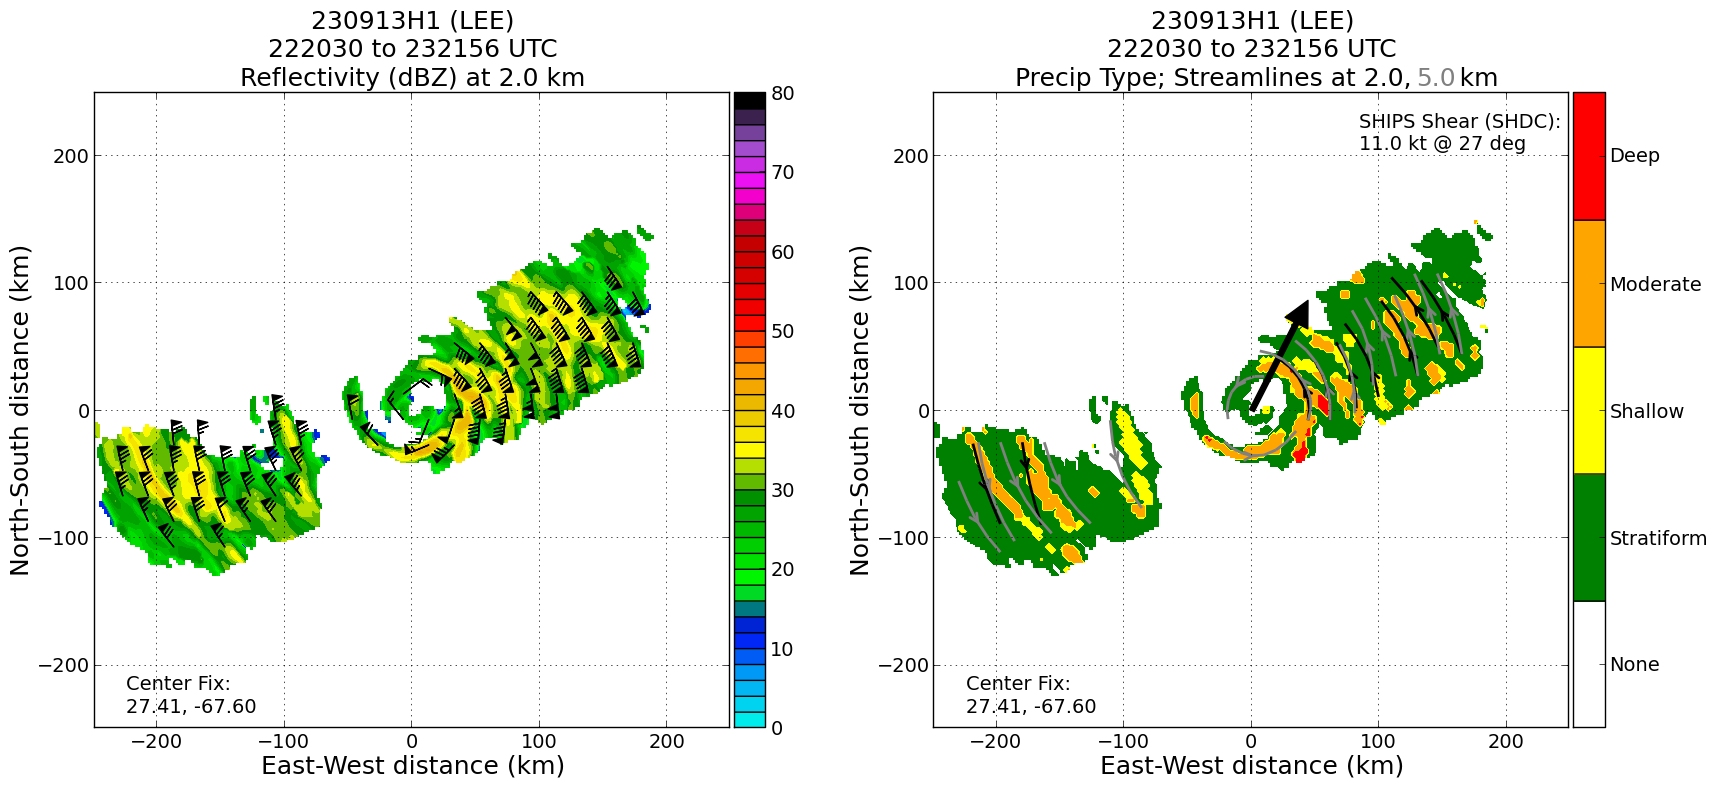 230913H1 (LEE)
222030 to 232156 UTC
Reflectivity (dBZ) at 2.0 km
North-South distance (km)
200
100
0
−100
−200
Center Fix:
27.41, -67.60
−200 −100 0 100 200
East-West distance (km)
80
70
60
50
40
30
20
10
0
230913H1 (LEE)
222030 to 232156 UTC
Precip Type; Streamlines at 2.0, 5.0 km
SHIPS Shear (SHDC):
11.0 kt @ 27 deg
North-South distance (km)
200
100
0
−100
−200
Center Fix:
27.41, -67.60
−200 −100 0 100 200
East-West distance (km)
Deep
Moderate
Shallow
Stratiform
None